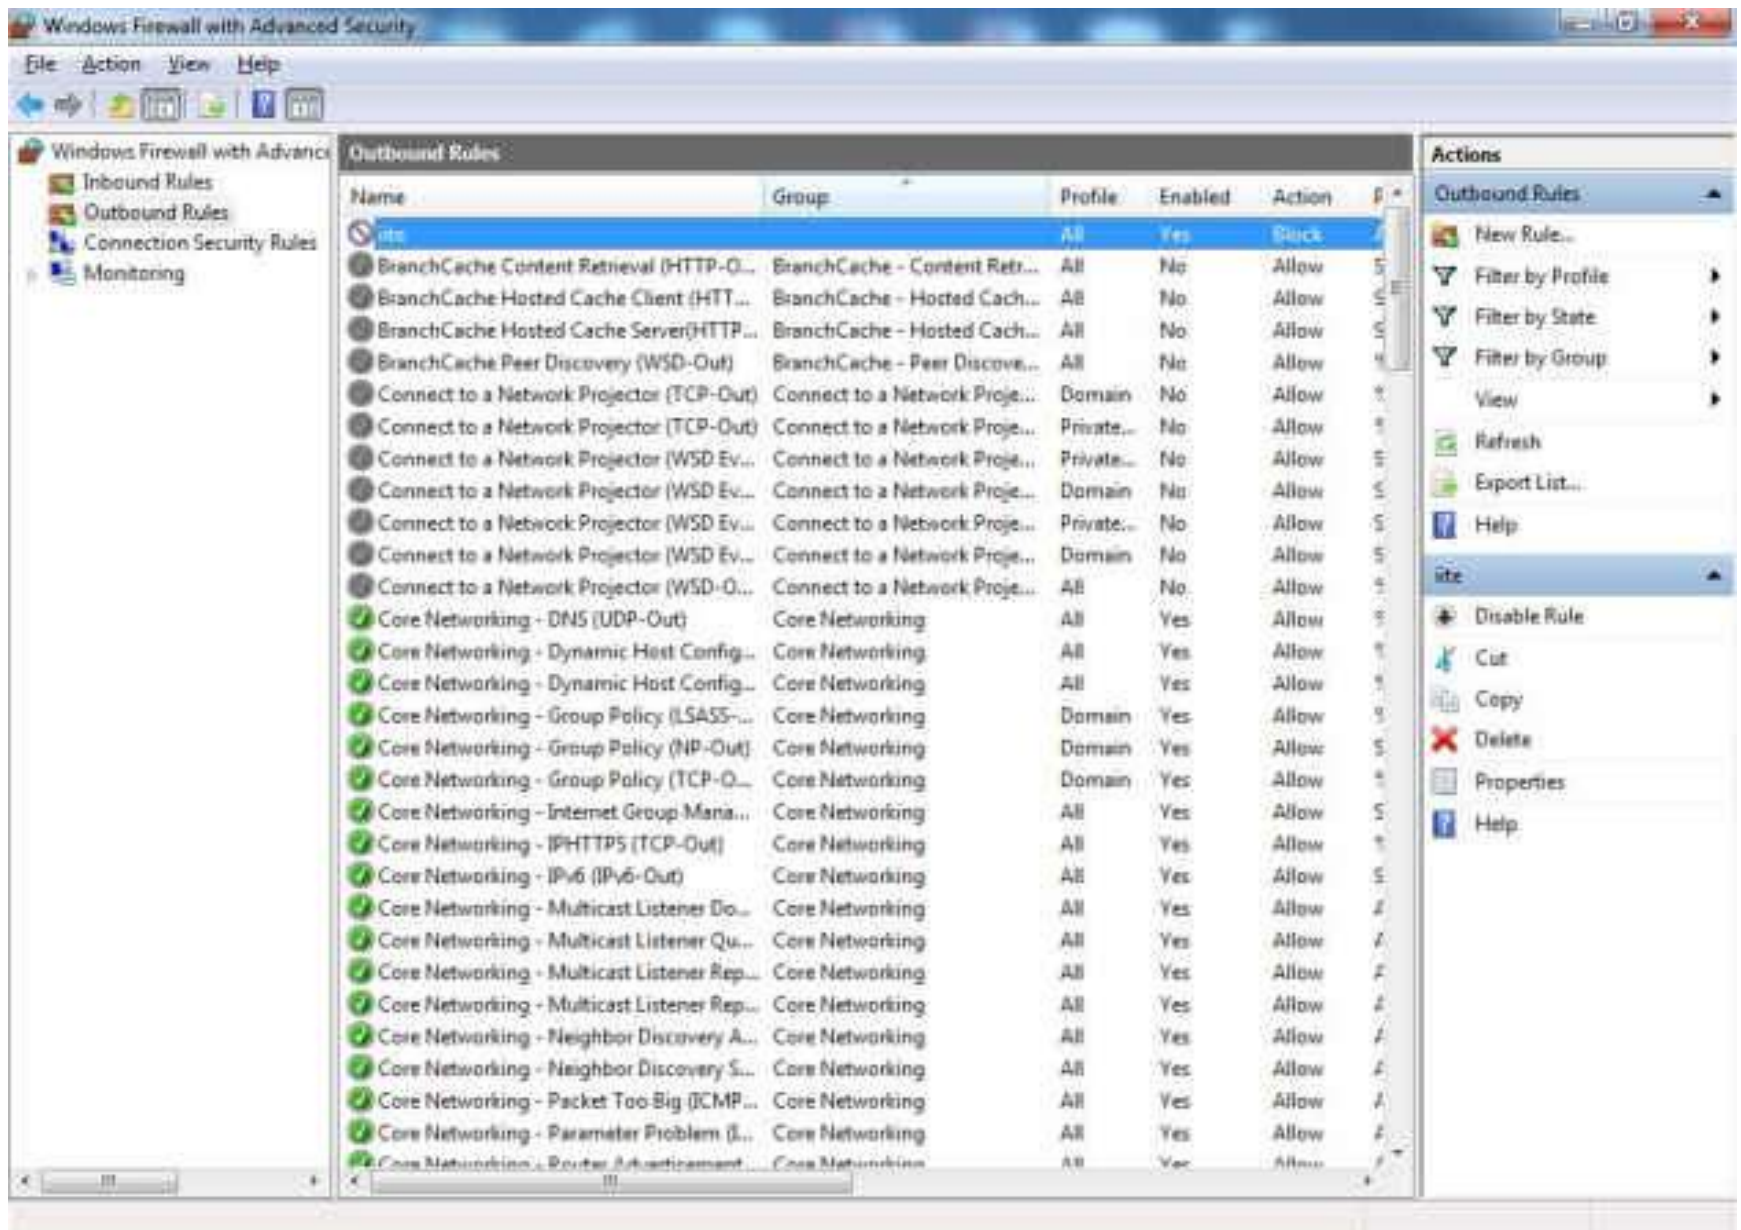 Windows Firewall with Advanced Security
File Action View Help
Windows Firewall with Advance
Inbound Rules
Outbound Rules
Connection Security Rules
Monitoring
Outbound Rules
Name Group Profile Enabled Action
All Yes Block
BranchCache Content Retrieval (HTTP-O... BranchCache - Content Retr... All No Allow
BranchCache Hosted Cache Client (HTT... BranchCache - Hosted Cach... All No Allow
BranchCache Hosted Cache Server(HTTP... BranchCache - Hosted Cach... All No Allow
BranchCache Peer Discovery (WSD-Out) BranchCache - Peer Discove... All No Allow
Connect to a Network Projector (TCP-Out) Connect to a Network Proje... Domain No Allow
Connect to a Network Projector (TCP-Out) Connect to a Network Proje... Private... No Allow
Connect to a Network Projector (WSD Ev... Connect to a Network Proje... Private... No Allow
Connect to a Network Projector (WSD Ev... Connect to a Network Proje... Domain No Allow
Connect to a Network Projector (WSD Ev... Connect to a Network Proje... Private... No Allow
Connect to a Network Projector (WSD Ev... Connect to a Network Proje... Domain No Allow
Connect to a Network Projector (WSD-O... Connect to a Network Proje... All No Allow
Core Networking - DNS (UDP-Out) Core Networking All Yes Allow
Core Networking - Dynamic Host Config... Core Networking All Yes Allow
Core Networking - Dynamic Host Config... Core Networking All Yes Allow
Core Networking - Group Policy (LSASS-... Core Networking Domain Yes Allow
Core Networking - Group Policy (NP-Out) Core Networking Domain Yes Allow
Core Networking - Group Policy (TCP-O... Core Networking Domain Yes Allow
Core Networking - Internet Group Mana... Core Networking All Yes Allow
Core Networking - IPHTTPS (TCP-Out) Core Networking All Yes Allow
Core Networking - IPv6 (IPv6-Out) Core Networking All Yes Allow
Core Networking - Multicast Listener Do... Core Networking All Yes Allow
Core Networking - Multicast Listener Qu... Core Networking All Yes Allow
Core Networking - Multicast Listener Rep... Core Networking All Yes Allow
Core Networking - Multicast Listener Rep... Core Networking All Yes Allow
Core Networking - Neighbor Discovery A... Core Networking All Yes Allow
Core Networking - Neighbor Discovery S... Core Networking All Yes Allow
Core Networking - Packet Too Big (ICMP... Core Networking All Yes Allow
Core Networking - Parameter Problem (I... Core Networking All Yes Allow
Core Networking - Router Advertisement Core Networking All Yes Allow
Actions
Outbound Rules
New Rule...
Filter by Profile
Filter by State
Filter by Group
View
Refresh
Export List...
Help
Disable Rule
Cut
Copy
Delete
Properties
Help